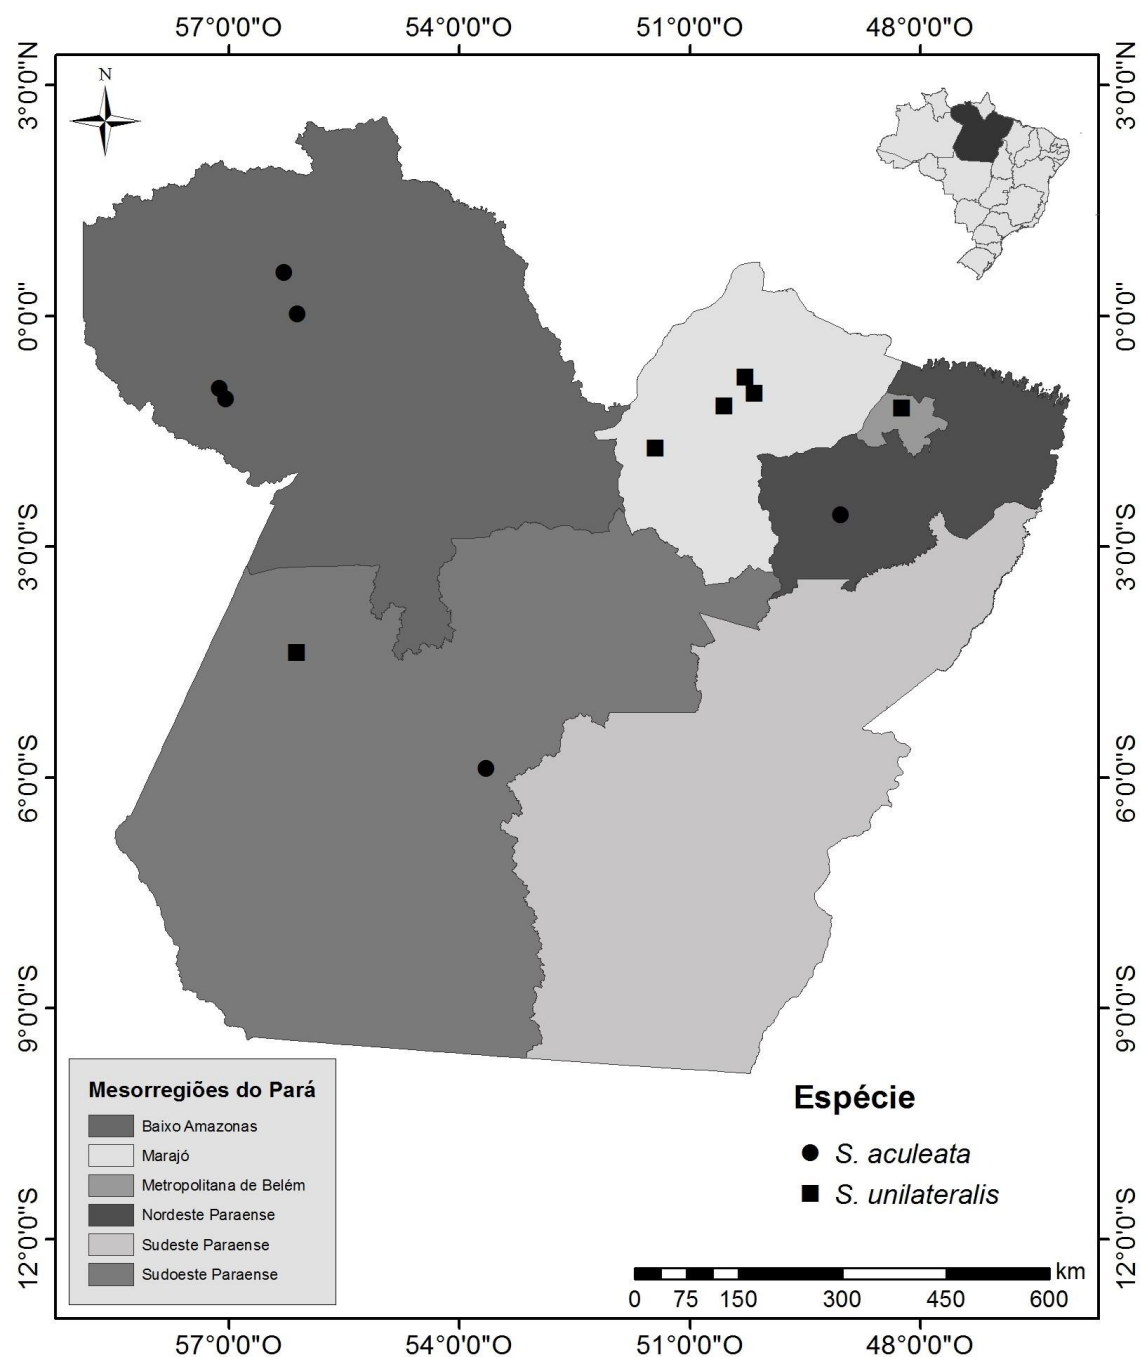 57°0'0"O 54°0'0"O 51°0'0"O 48°0'0"O
3°0'0"N
3°0'0"N
N
0°0'0"
0°0'0"
3°0'0"S
3°0'0"S
6°0'0"S
6°0'0"S
9°0'0"S
9°0'0"S
12°0'0"S
12°0'0"S
Mesorregiões do Pará
Baixo Amazonas
Marajó
Metropolitana de Belém
Nordeste Paraense
Sudeste Paraense
Sudoeste Paraense
Espécie
S. aculeata
S. unilateralis
km
0 75 150 300 450 600
57°0'0"O 54°0'0"O 51°0'0"O 48°0'0"O